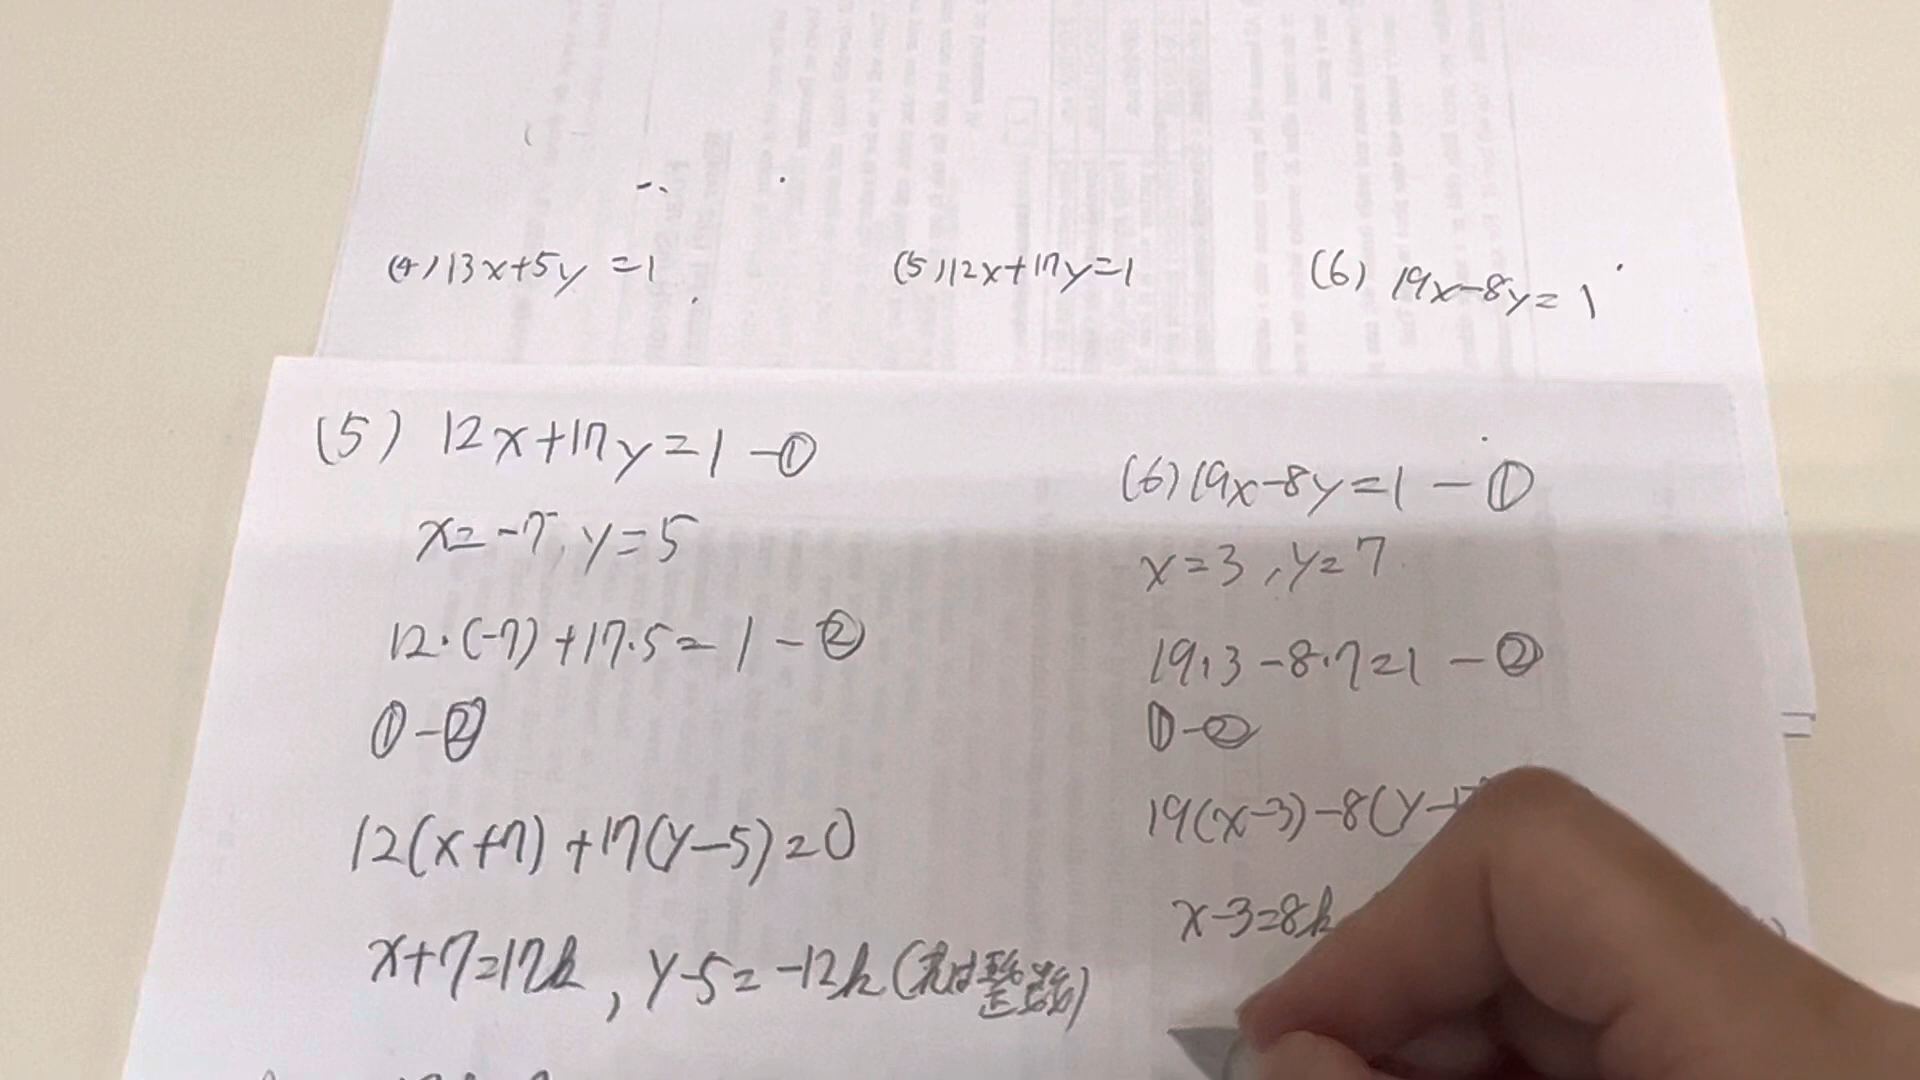 (4) 13x+5y=1
(5) 12x+17y=1
(6) 19x-8y=1
(5) 12x+17y=1 -①
x=-7, y=5
12·(-7)+17·5=1 -②
①-②
12(x+7)+17(y-5)=0
x+7=17k, y-5=-12k (kは整数)
(6) 19x-8y=1 -①
x=3, y=7
19·3-8·7=1 -②
①-②
19(x-3)-8(y-
x-3=8k